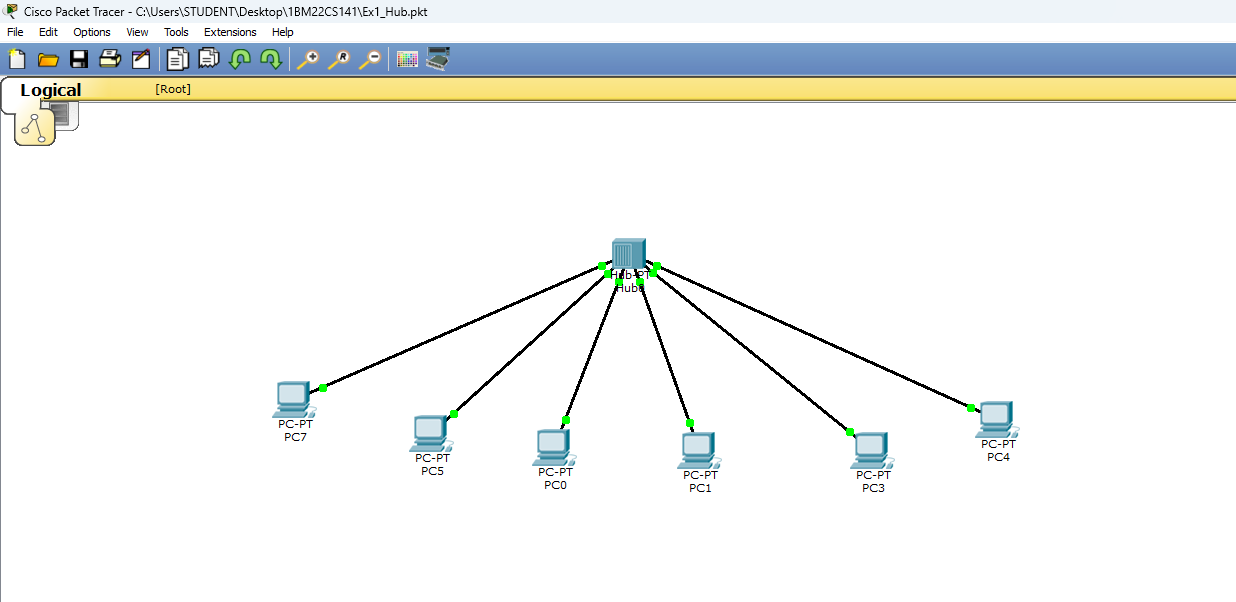 Cisco Packet Tracer - C:\Users\STUDENT\Desktop\1BM22CS141\Ex1_Hub.pkt
File Edit Options View Tools Extensions Help
Logical [Root]
Hub-PT
PC-PT
PC7
PC-PT
PC5
PC-PT
PC0
PC-PT
PC1
PC-PT
PC3
PC-PT
PC4